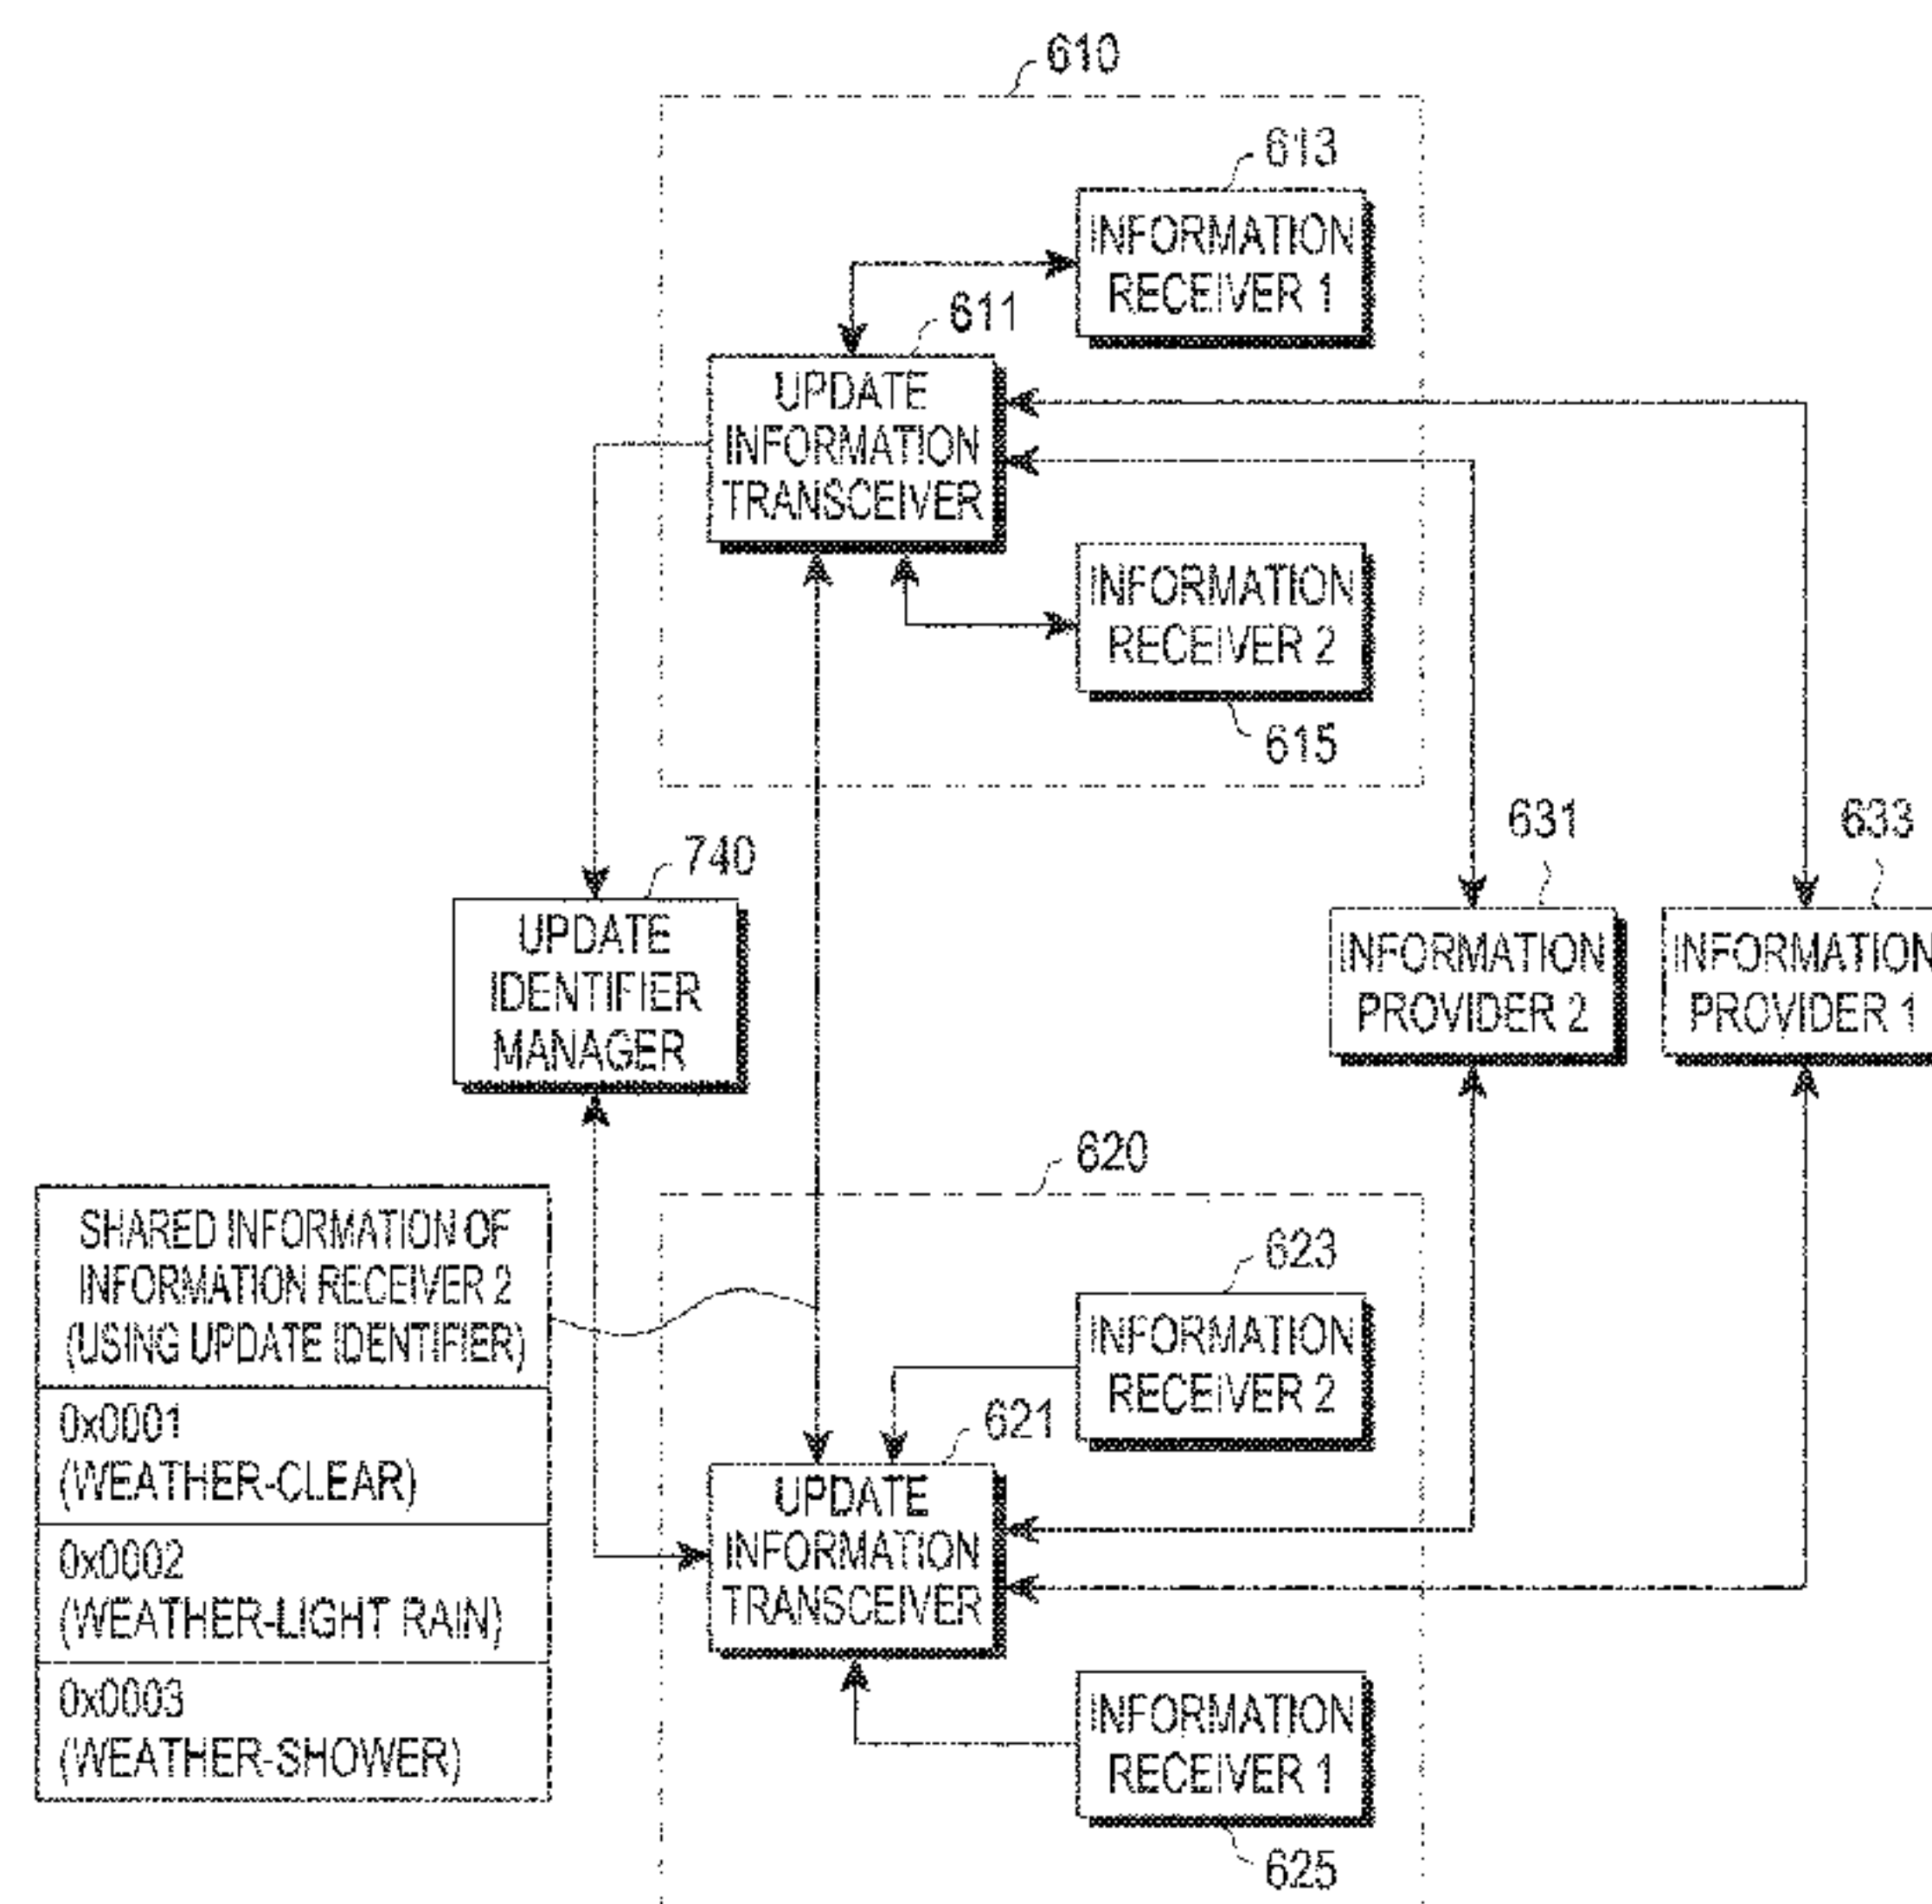 610
613
INFORMATION
RECEIVER 1
611
UPDATE
INFORMATION
TRANSCEIVER
INFORMATION
RECEIVER 2
615
631
633
740
UPDATE
IDENTIFIER
MANAGER
INFORMATION
PROVIDER 2
INFORMATION
PROVIDER 1
620
SHARED INFORMATION OF
INFORMATION RECEIVER 2
(USING UPDATE IDENTIFIER)
0x0001
(WEATHER-CLEAR)
0x0002
(WEATHER-LIGHT RAIN)
0x0003
(WEATHER-SHOWER)
623
INFORMATION
RECEIVER 2
621
UPDATE
INFORMATION
TRANSCEIVER
INFORMATION
RECEIVER 1
625